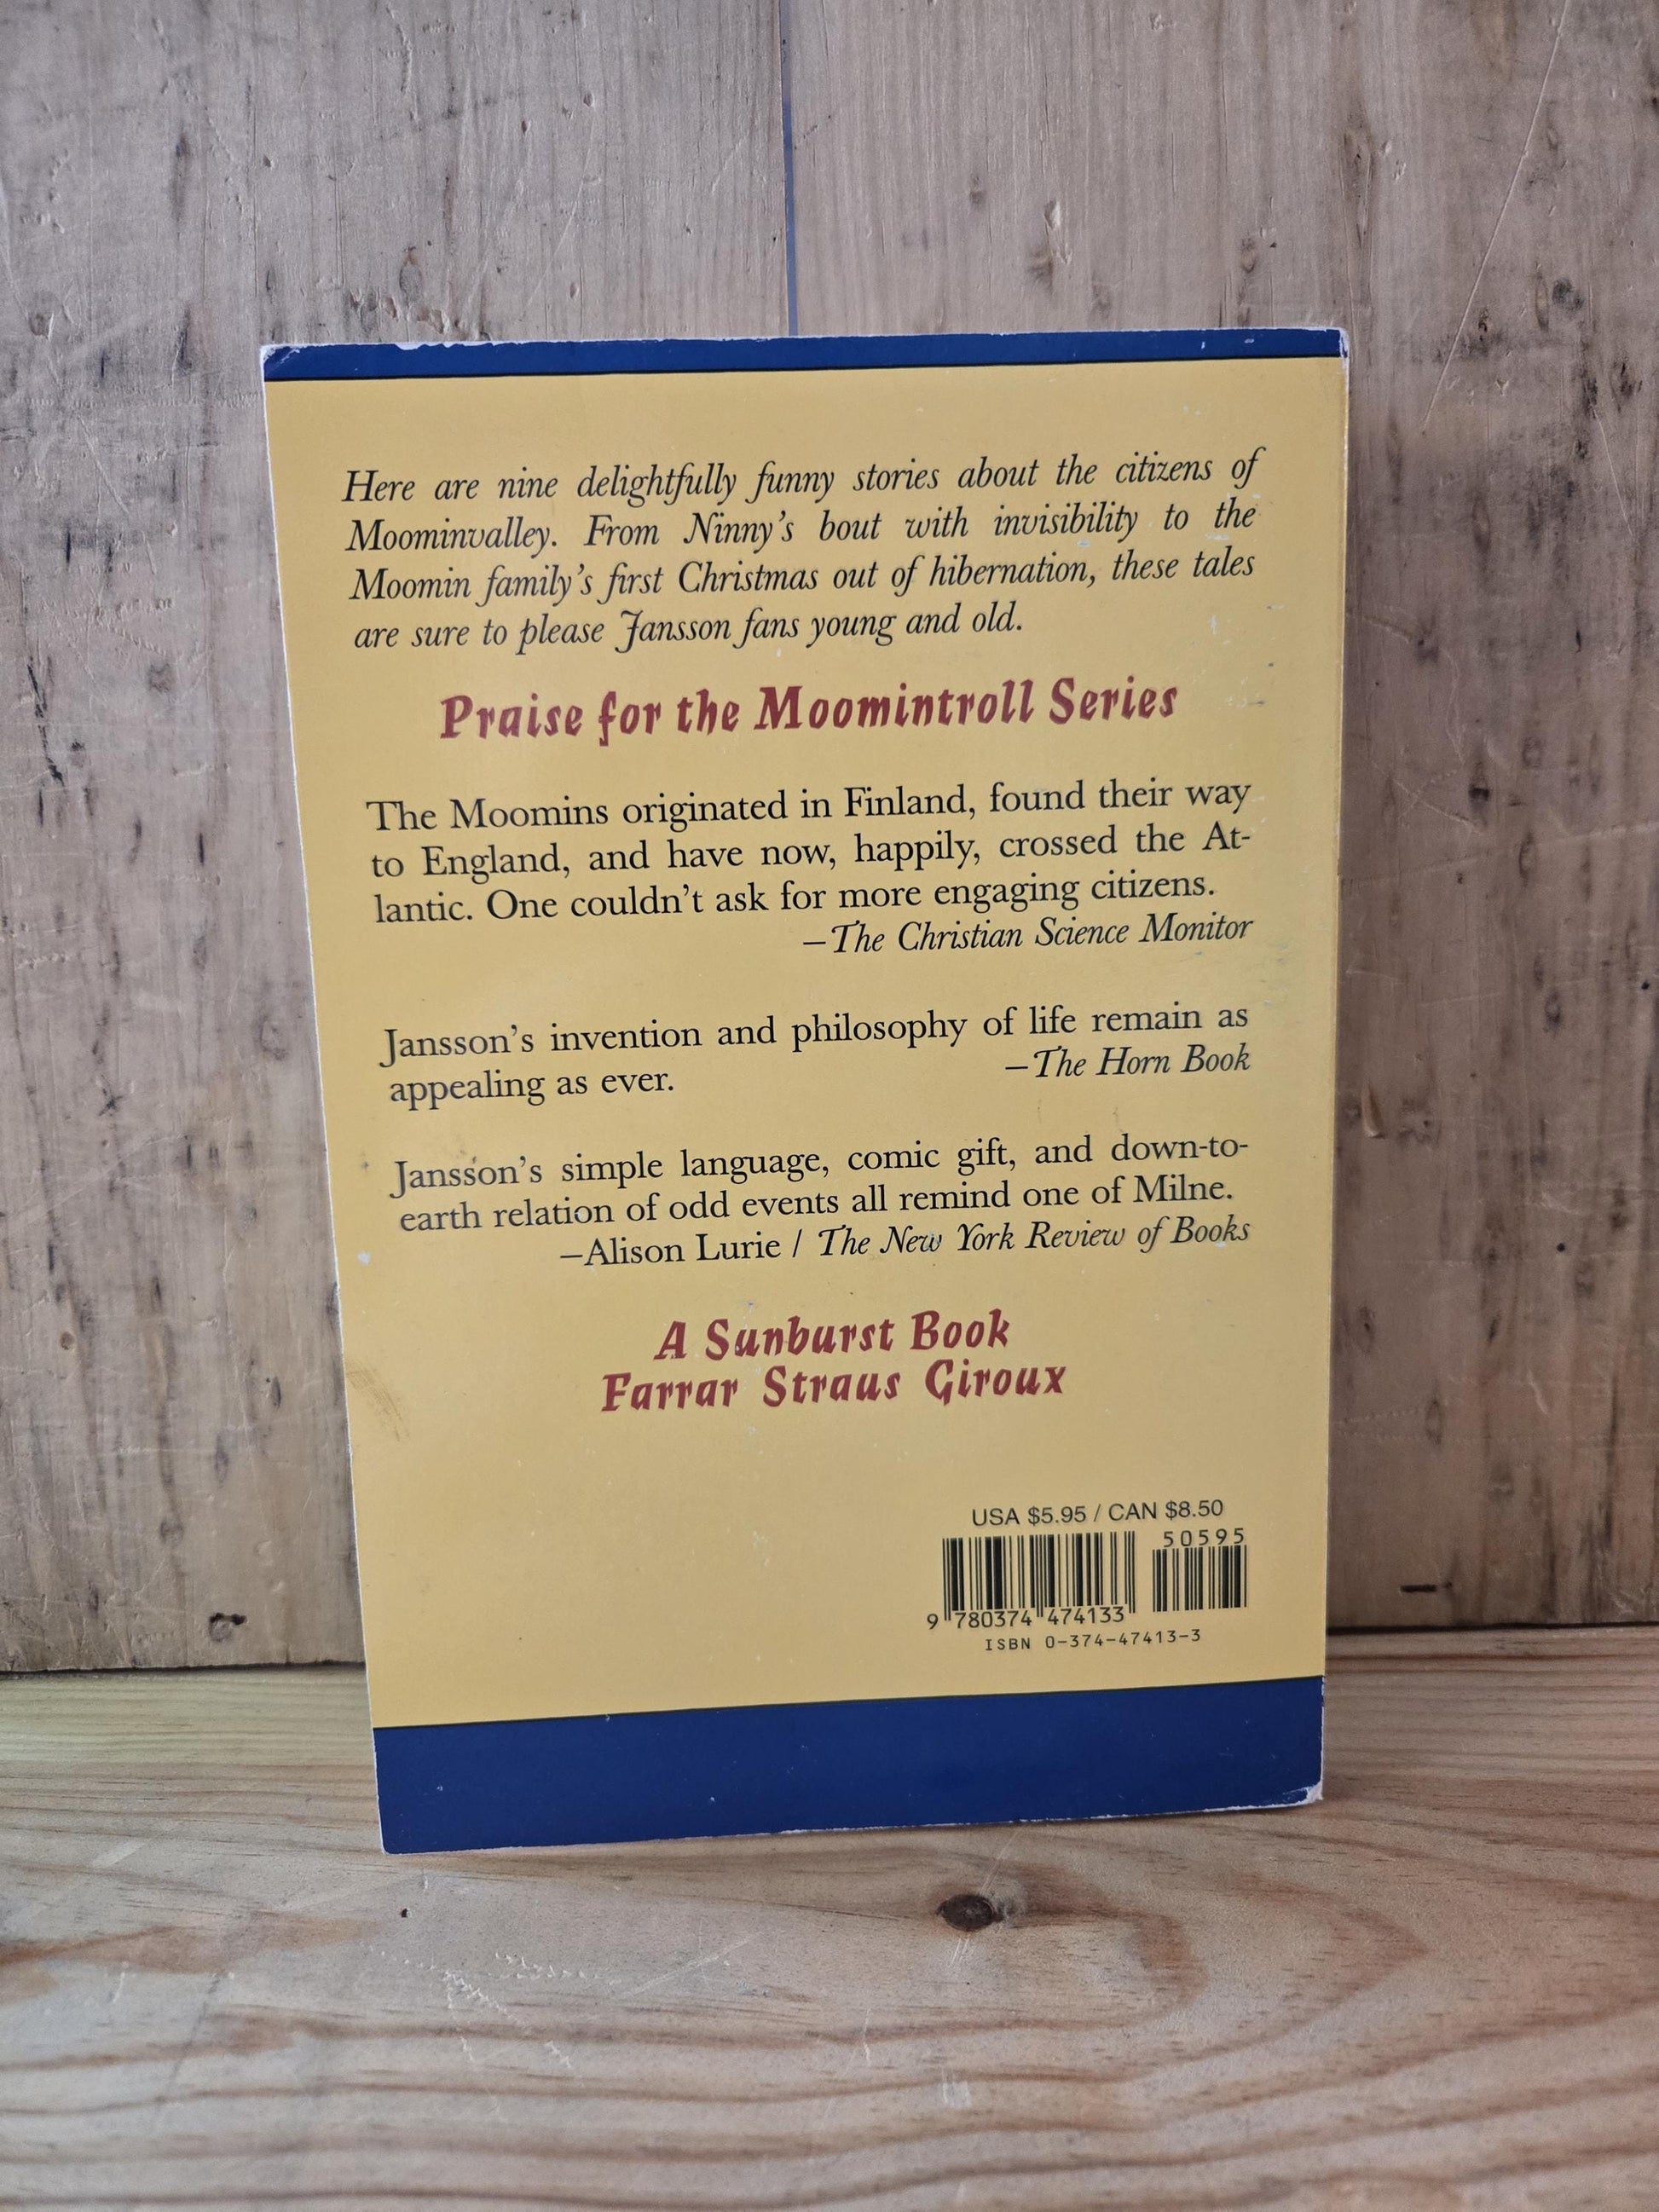 Here are nine delightfully funny stories about the citizens of
Moominvalley. From Ninny's bout with invisibility to the
Moomin family's first Christmas out of hibernation, these tales
are sure to please Jansson fans young and old.
Praise for the Moomintroll Series
The Moomins originated in Finland, found their way
to England, and have now, happily, crossed the At-
lantic. One couldn't ask for more engaging citizens.
—The Christian Science Monitor
Jansson's invention and philosophy of life remain as
appealing as ever. —The Horn Book
Jansson's simple language, comic gift, and down-to-
earth relation of odd events all remind one of Milne.
—Alison Lurie / The New York Review of Books
A Sunburst Book
Farrar Straus Giroux
USA $5.95 / CAN $8.50
50595
9 780374 474133
ISBN 0-374-47413-3